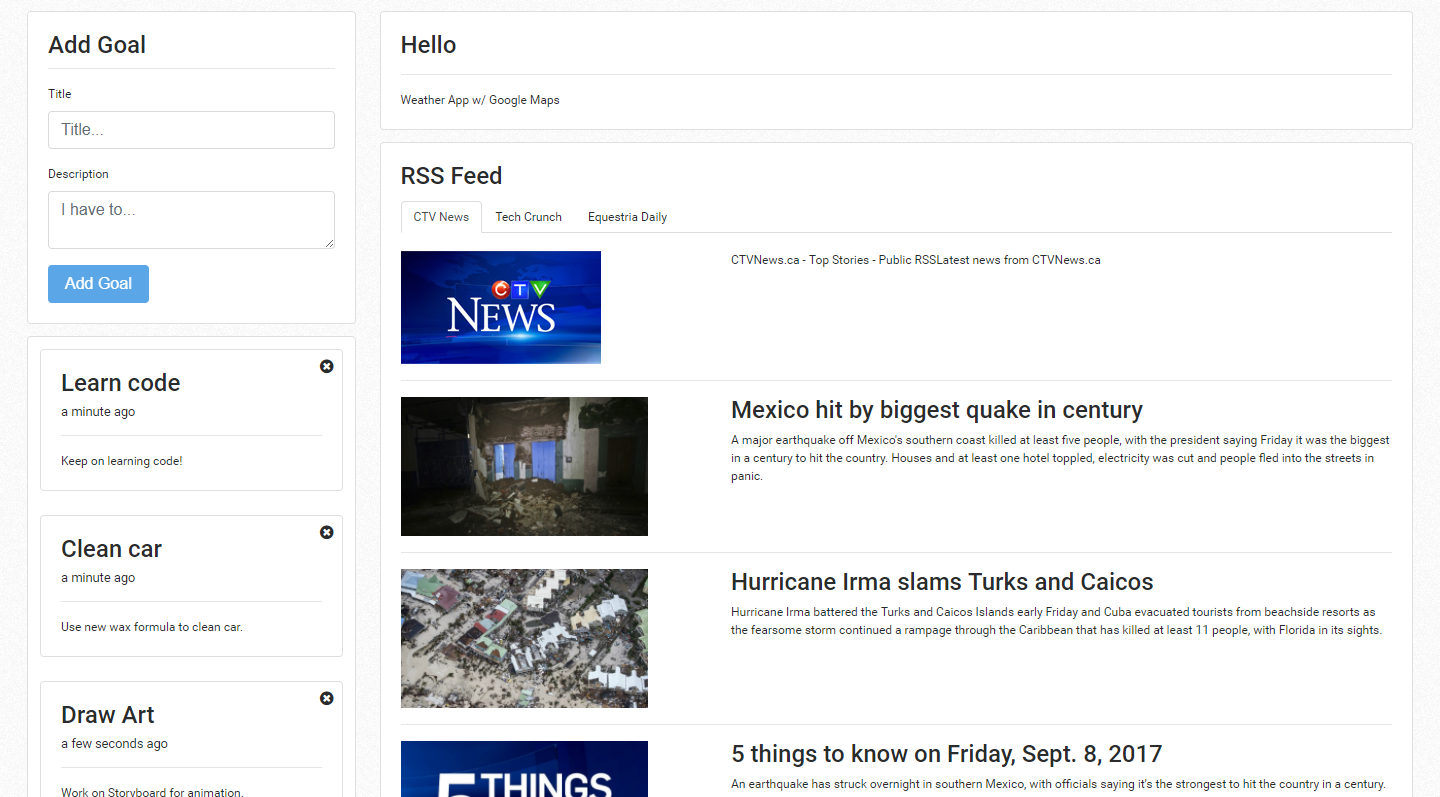 Add Goal
Title
Title...
Description
I have to...
Add Goal
Learn code
a minute ago
Keep on learning code!
Clean car
a minute ago
Use new wax formula to clean car.
Draw Art
a few seconds ago
Work on Storyboard for animation.
Hello
Weather App w/ Google Maps
RSS Feed
CTV News
Tech Crunch
Equestria Daily
CTV
NEWS
CTVNews.ca - Top Stories - Public RSSLatest news from CTVNews.ca
Mexico hit by biggest quake in century
A major earthquake off Mexico's southern coast killed at least five people, with the president saying Friday it was the biggest
in a century to hit the country. Houses and at least one hotel toppled, electricity was cut and people fled into the streets in
panic.
Hurricane Irma slams Turks and Caicos
Hurricane Irma battered the Turks and Caicos Islands early Friday and Cuba evacuated tourists from beachside resorts as
the fearsome storm continued a rampage through the Caribbean that has killed at least 11 people, with Florida in its sights.
5 THINGS
5 things to know on Friday, Sept. 8, 2017
An earthquake has struck overnight in southern Mexico, with officials saying it's the strongest to hit the country in a century.